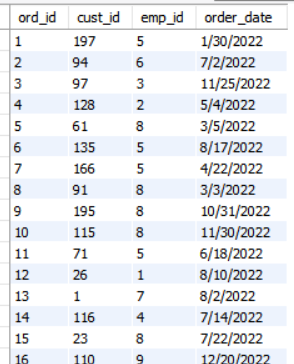 ord_id cust_id emp_id order_date
1 197 5 1/30/2022
2 94 6 7/2/2022
3 97 3 11/25/2022
4 128 2 5/4/2022
5 61 8 3/5/2022
6 135 5 8/17/2022
7 166 5 4/22/2022
8 91 8 3/3/2022
9 195 8 10/31/2022
10 115 8 11/30/2022
11 71 5 6/18/2022
12 26 1 8/10/2022
13 1 7 8/2/2022
14 116 4 7/14/2022
15 23 8 7/22/2022
16 110 9 12/20/2022